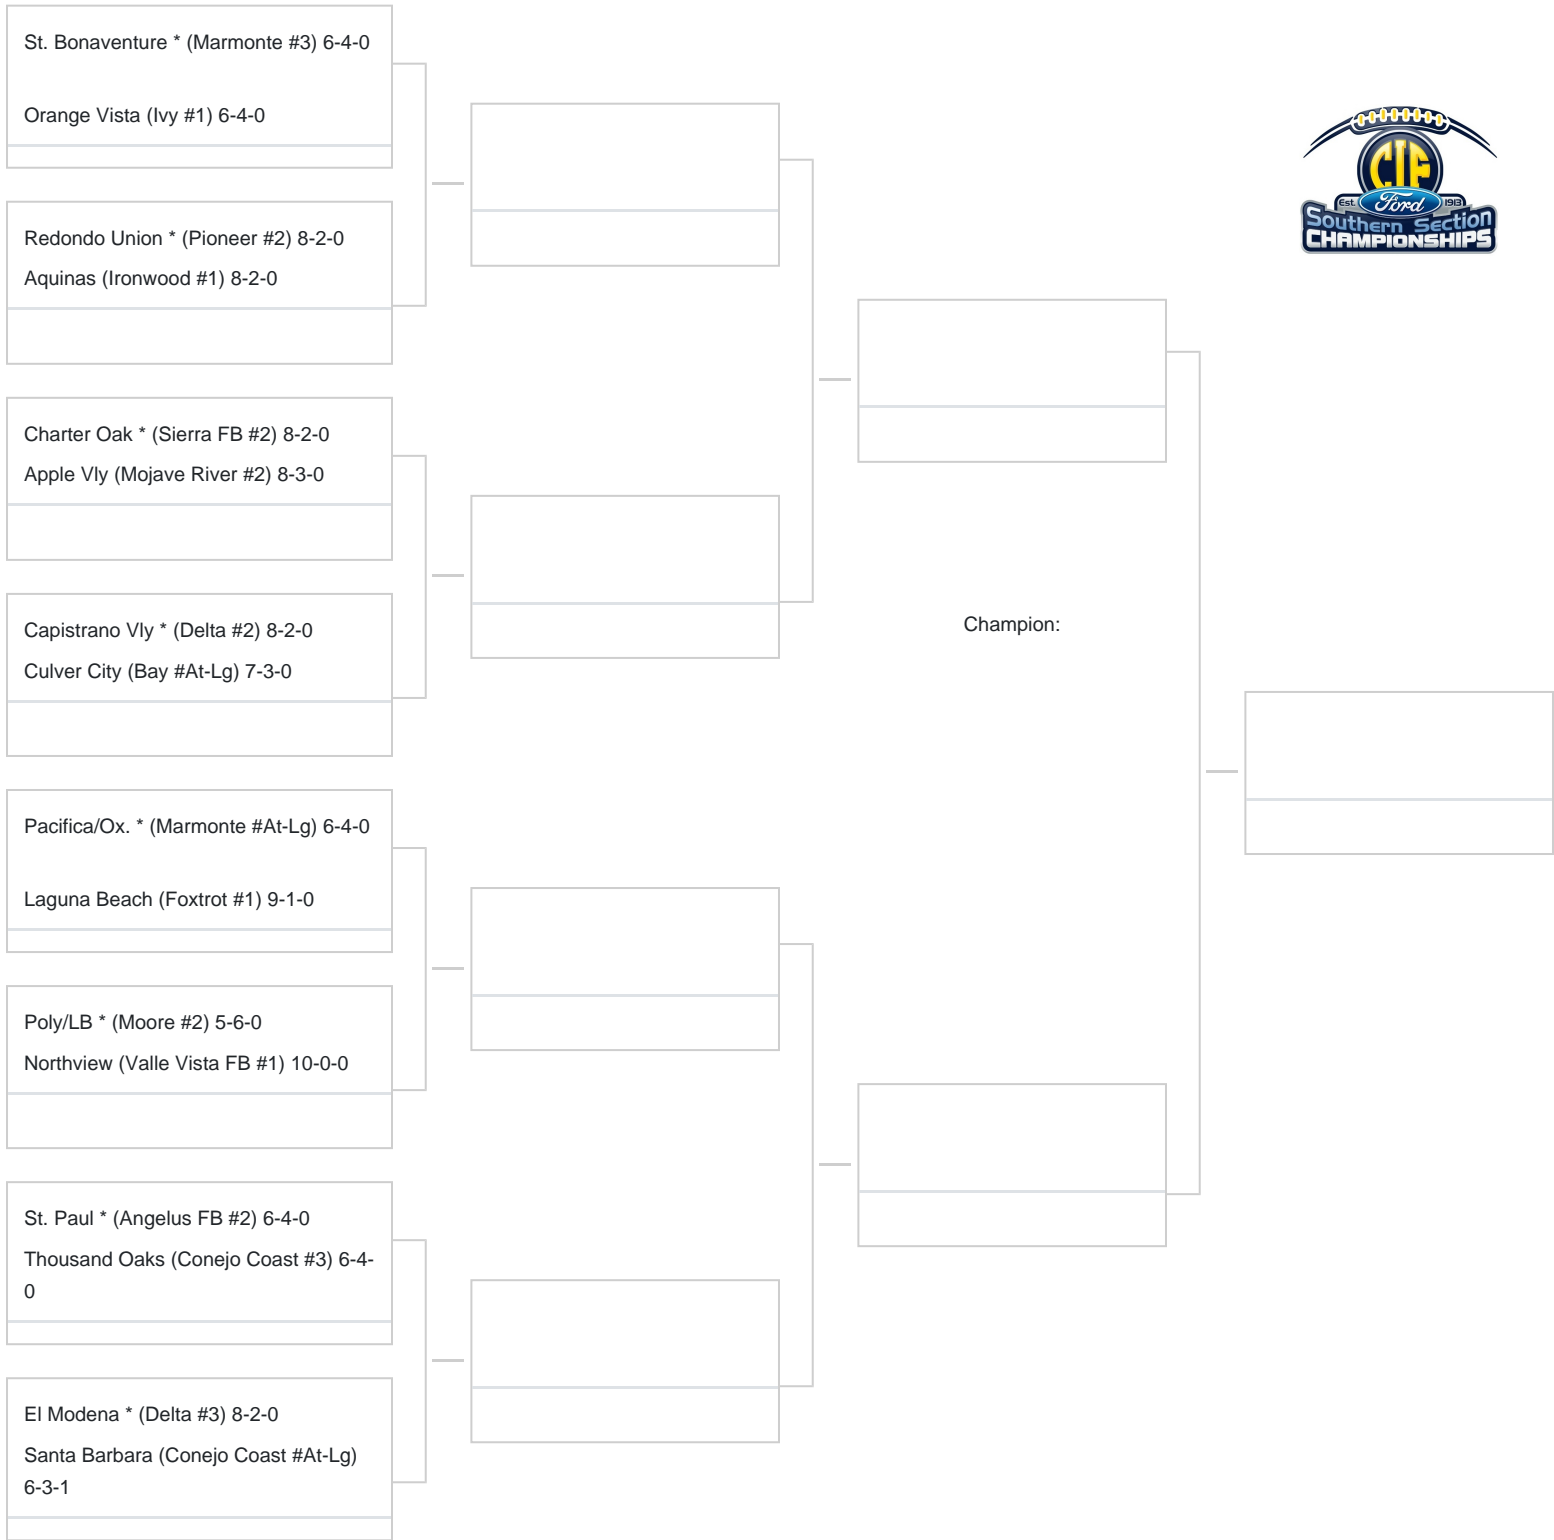 St. Bonaventure * (Marmonte #3) 6-4-0
Orange Vista (Ivy #1) 6-4-0
Redondo Union * (Pioneer #2) 8-2-0
Aquinas (Ironwood #1) 8-2-0
Charter Oak * (Sierra FB #2) 8-2-0
Apple Vly (Mojave River #2) 8-3-0
Capistrano Vly * (Delta #2) 8-2-0
Culver City (Bay #At-Lg) 7-3-0
Pacifica/Ox. * (Marmonte #At-Lg) 6-4-0
Laguna Beach (Foxtrot #1) 9-1-0
Poly/LB * (Moore #2) 5-6-0
Northview (Valle Vista FB #1) 10-0-0
St. Paul * (Angelus FB #2) 6-4-0
Thousand Oaks (Conejo Coast #3) 6-4-
0
El Modena * (Delta #3) 8-2-0
Santa Barbara (Conejo Coast #At-Lg)
6-3-1
Champion:
CIF
Est. Ford 1913
Southern Section
CHAMPIONSHIPS